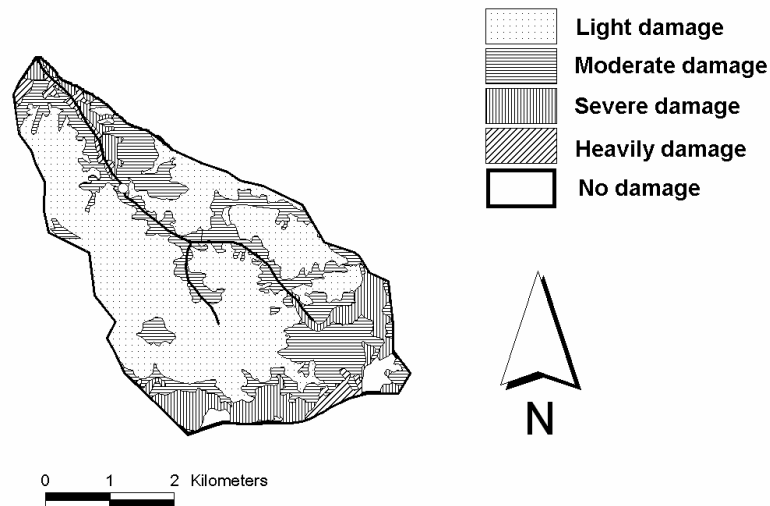 Light damage
Moderate damage
Severe damage
Heavily damage
No damage
N
0 1 2 Kilometers